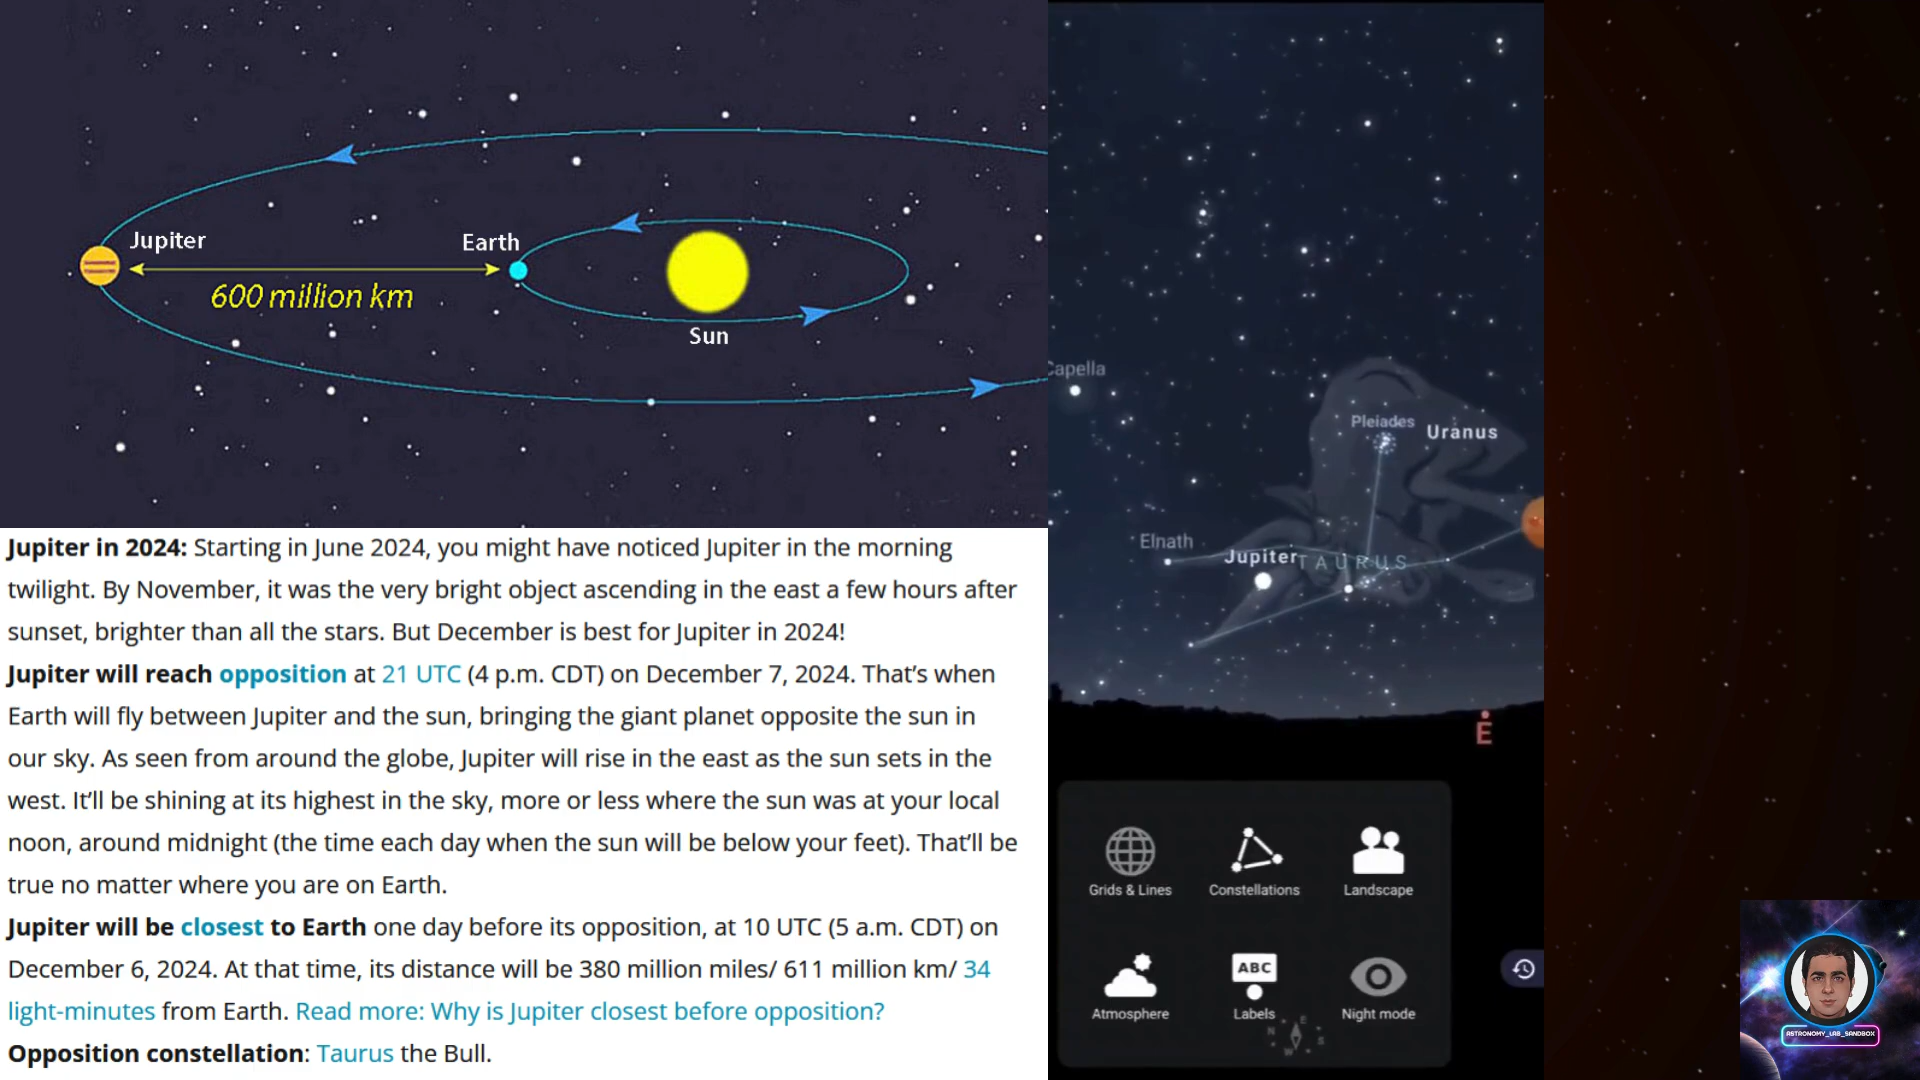 Jupiter
Earth
600 million km
Sun
Jupiter in 2024: Starting in June 2024, you might have noticed Jupiter in the morning
twilight. By November, it was the very bright object ascending in the east a few hours after
sunset, brighter than all the stars. But December is best for Jupiter in 2024!
Jupiter will reach opposition at 21 UTC (4 p.m. CDT) on December 7, 2024. That’s when
Earth will fly between Jupiter and the sun, bringing the giant planet opposite the sun in
our sky. As seen from around the globe, Jupiter will rise in the east as the sun sets in the
west. It’ll be shining at its highest in the sky, more or less where the sun was at your local
noon, around midnight (the time each day when the sun will be below your feet). That’ll be
true no matter where you are on Earth.
Jupiter will be closest to Earth one day before its opposition, at 10 UTC (5 a.m. CDT) on
December 6, 2024. At that time, its distance will be 380 million miles/ 611 million km/ 34
light-minutes from Earth. Read more: Why is Jupiter closest before opposition?
Opposition constellation: Taurus the Bull.
Capella
Pleiades
Uranus
Elnath
Jupiter
TAURUS
E
Grids & Lines
Constellations
Landscape
ABC
Atmosphere
Labels
Night mode
N
E
S
W
ASTRONOMY_LAB_SANDBOX